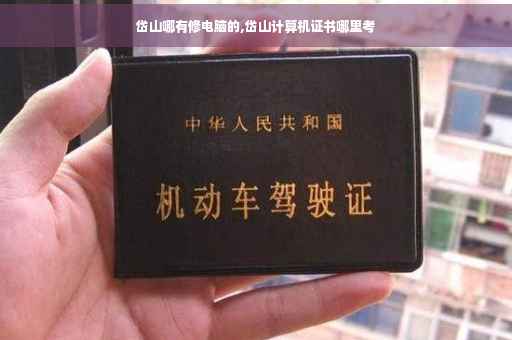 岱山哪有修电脑的,岱山计算机证书哪里考
中华人民共和国
机动车驾驶证